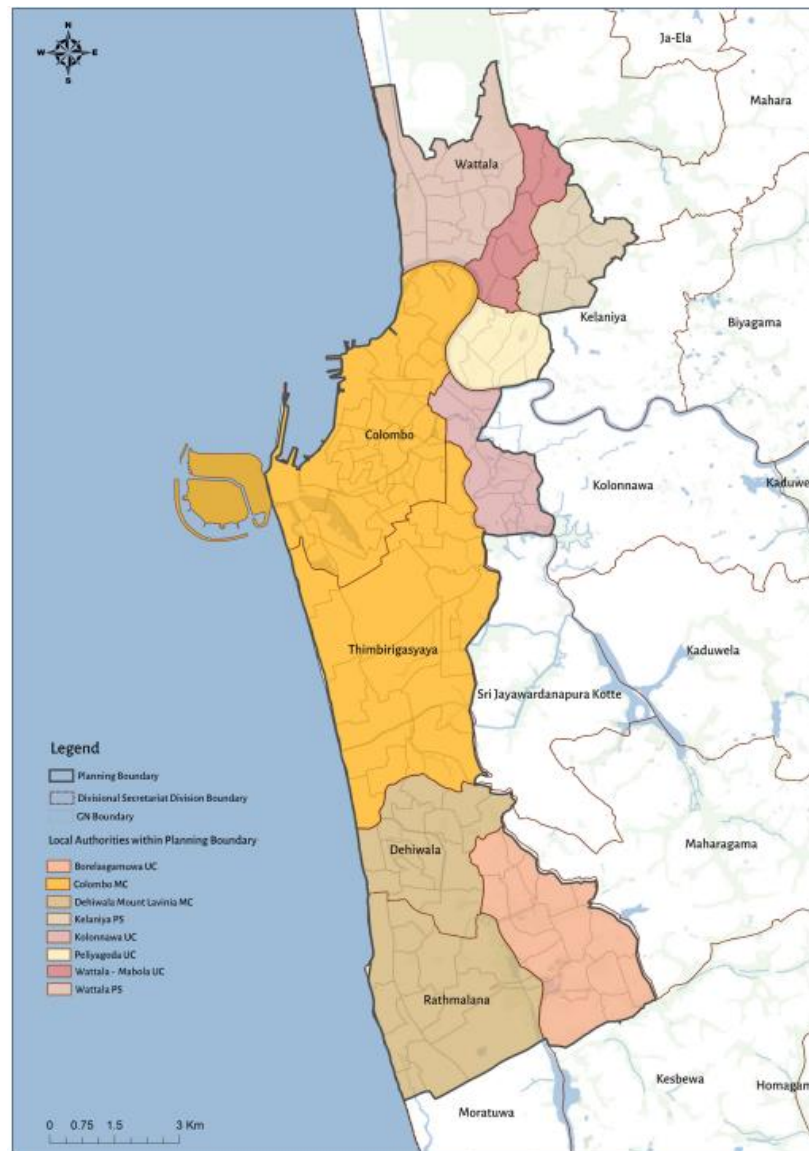 N
W E
S
Ja-Ela
Mahara
Wattala
Kelaniya
Biyagama
Colombo
Kolonnawa
Kaduwe
Thimbirigasyaya
Kaduwela
Sri Jayawardanapura Kotte
Legend
Planning Boundary
Divisional Secretariat Division Boundary
GN Boundary
Local Authorities within Planning Boundary
Borelasgamuwa UC
Colombo MC
Dehiwala Mount Lavinia MC
Kelaniya PS
Kolonnawa UC
Peliyagoda UC
Wattala - Mabola UC
Wattala PS
Dehiwala
Maharagama
Rathmalana
Kesbewa
Homagam
Moratuwa
0 0.75 1.5 3 Km